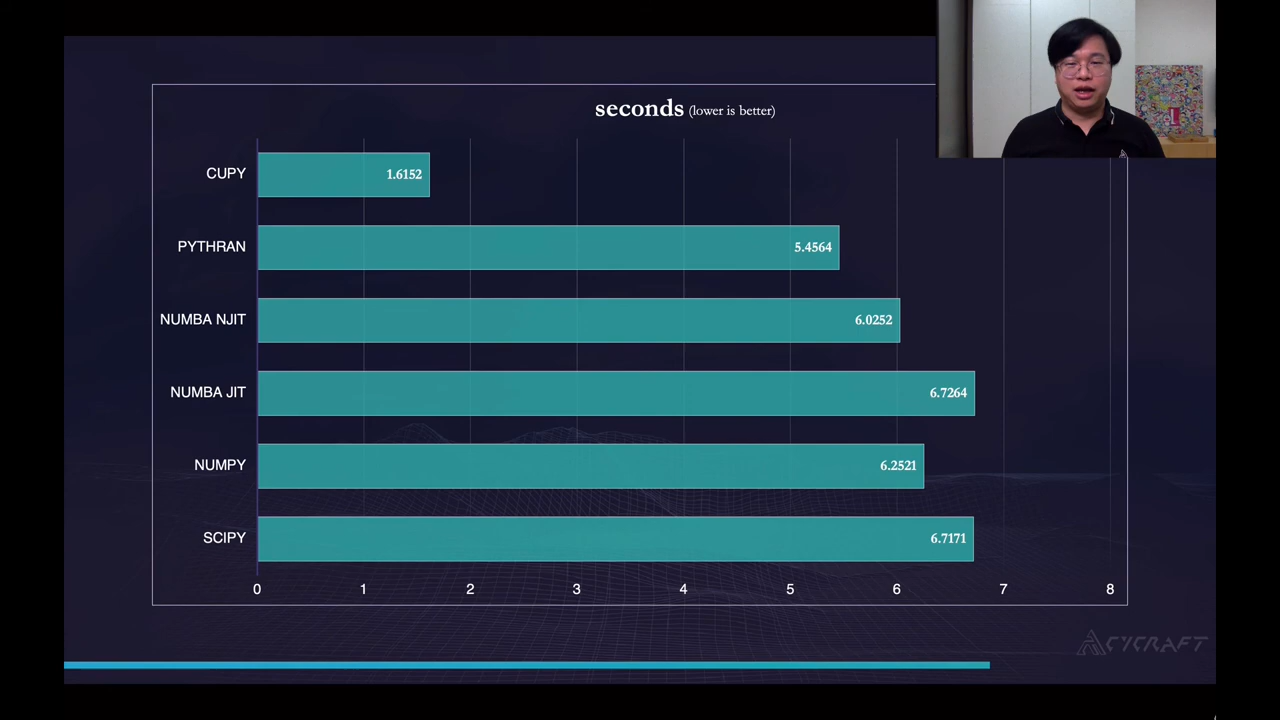 seconds (lower is better)
CUPY 1.6152
PYTHRAN 5.4564
NUMBA NJIT 6.0252
NUMBA JIT 6.7264
NUMPY 6.2521
SCIPY 6.7171
0 1 2 3 4 5 6 7 8
CYCRAFT